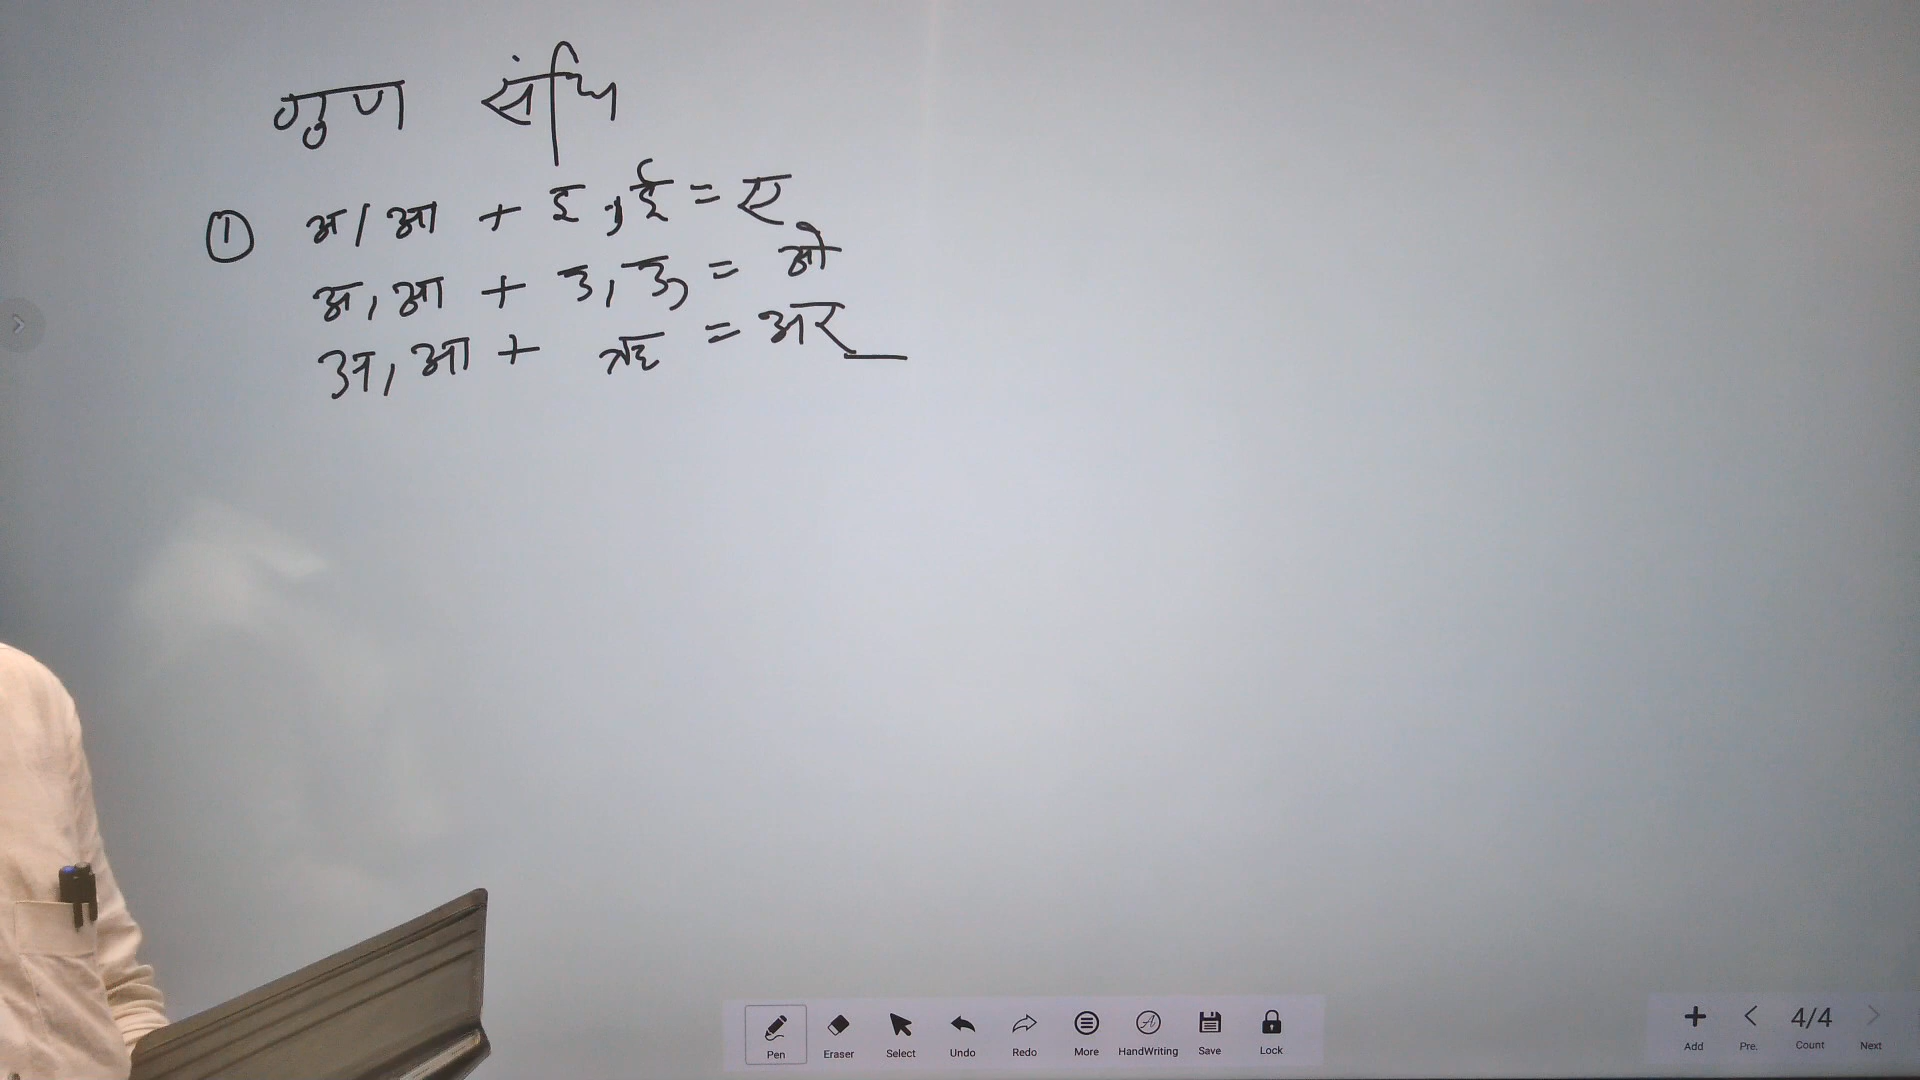 गुण संधि
① अ/आ + इ, ई = ए
अ, आ + उ, ऊ = ओ
अ, आ + ऋ = अर
Pen Eraser Select Undo Redo More HandWriting Save Lock
+ < 4/4 >
Add Pre. Count Next